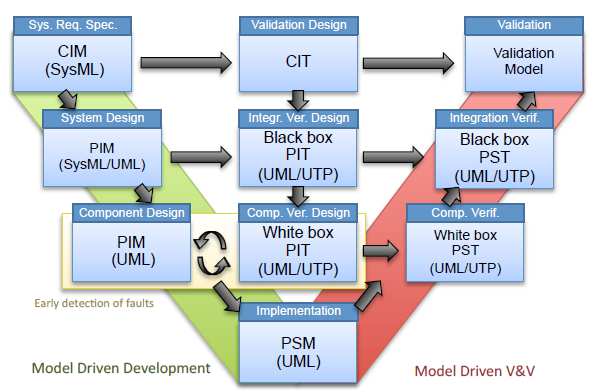 Sys. Req. Spec.
CIM
(SysML)
Validation Design
CIT
Validation
Validation
Model
System Design
PIM
(SysML/UML)
Integr. Ver. Design
Black box
PIT
(UML/UTP)
Integration Verif.
Black box
PST
(UML/UTP)
Component Design
PIM
(UML)
Comp. Ver. Design
White box
PIT
(UML/UTP)
Comp. Verif.
White box
PST
(UML/UTP)
Early detection of faults
Implementation
PSM
(UML)
Model Driven Development
Model Driven V&V